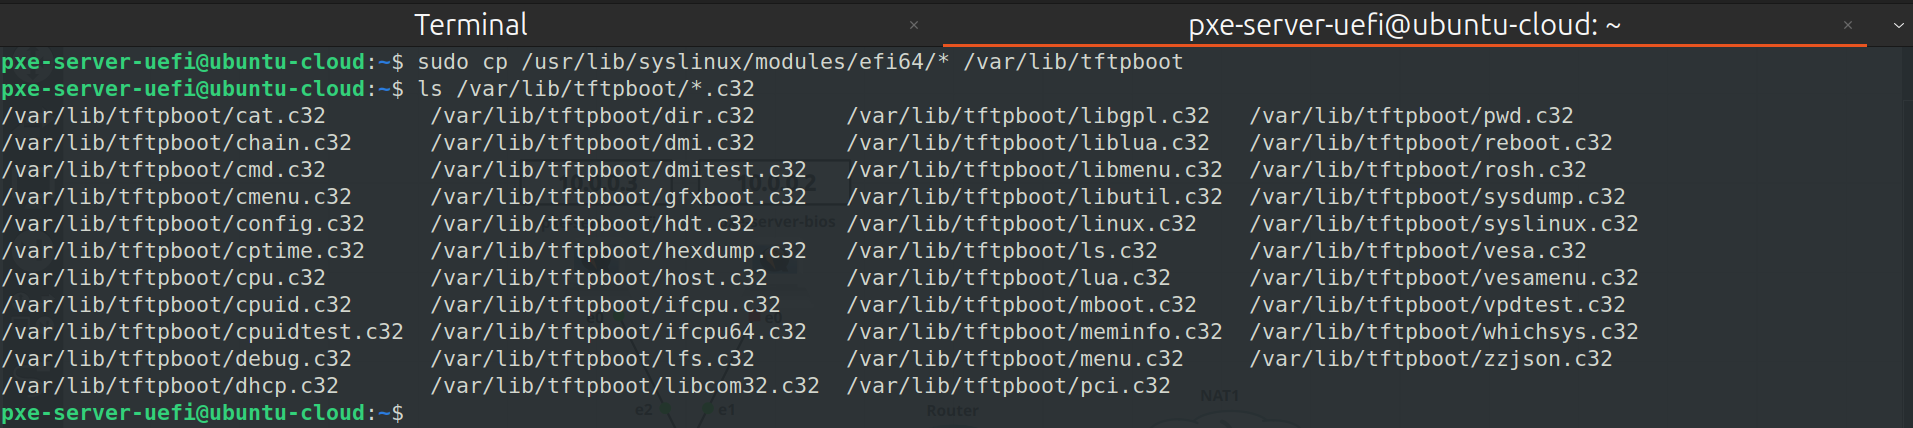 Terminal × pxe-server-uefi@ubuntu-cloud: ~ ×
pxe-server-uefi@ubuntu-cloud:~$ sudo cp /usr/lib/syslinux/modules/efi64/* /var/lib/tftpboot
pxe-server-uefi@ubuntu-cloud:~$ ls /var/lib/tftpboot/*.c32
/var/lib/tftpboot/cat.c32 /var/lib/tftpboot/dir.c32 /var/lib/tftpboot/libgpl.c32 /var/lib/tftpboot/pwd.c32
/var/lib/tftpboot/chain.c32 /var/lib/tftpboot/dmi.c32 /var/lib/tftpboot/liblua.c32 /var/lib/tftpboot/reboot.c32
/var/lib/tftpboot/cmd.c32 /var/lib/tftpboot/dmitest.c32 /var/lib/tftpboot/libmenu.c32 /var/lib/tftpboot/rosh.c32
/var/lib/tftpboot/cmenu.c32 /var/lib/tftpboot/gfxboot.c32 /var/lib/tftpboot/libutil.c32 /var/lib/tftpboot/sysdump.c32
/var/lib/tftpboot/config.c32 /var/lib/tftpboot/hdt.c32 /var/lib/tftpboot/linux.c32 /var/lib/tftpboot/syslinux.c32
/var/lib/tftpboot/cptime.c32 /var/lib/tftpboot/hexdump.c32 /var/lib/tftpboot/ls.c32 /var/lib/tftpboot/vesa.c32
/var/lib/tftpboot/cpu.c32 /var/lib/tftpboot/host.c32 /var/lib/tftpboot/lua.c32 /var/lib/tftpboot/vesamenu.c32
/var/lib/tftpboot/cpuid.c32 /var/lib/tftpboot/ifcpu.c32 /var/lib/tftpboot/mboot.c32 /var/lib/tftpboot/vpdtest.c32
/var/lib/tftpboot/cpuidtest.c32 /var/lib/tftpboot/ifcpu64.c32 /var/lib/tftpboot/meminfo.c32 /var/lib/tftpboot/whichsys.c32
/var/lib/tftpboot/debug.c32 /var/lib/tftpboot/lfs.c32 /var/lib/tftpboot/menu.c32 /var/lib/tftpboot/zzjson.c32
/var/lib/tftpboot/dhcp.c32 /var/lib/tftpboot/libcom32.c32 /var/lib/tftpboot/pci.c32
NAT1
pxe-server-uefi@ubuntu-cloud:~$ e2 e1 Router